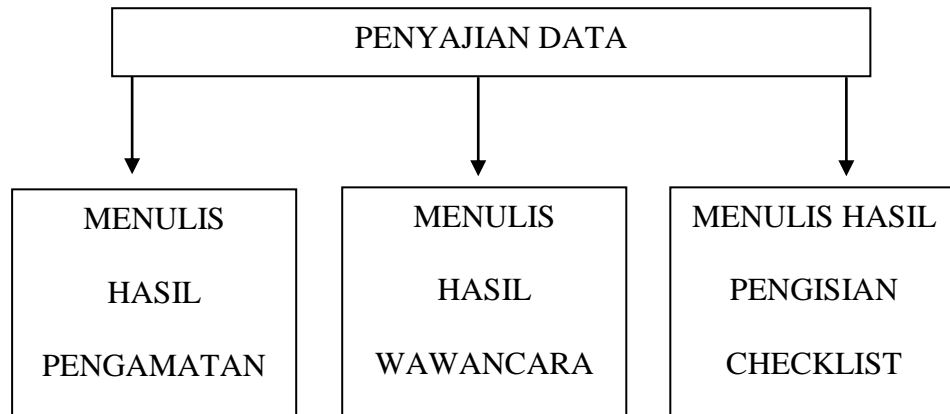 PENYAJIAN DATA
MENULIS
HASIL
PENGAMATAN
MENULIS
HASIL
WAWANCARA
MENULIS HASIL
PENGISIAN
CHECKLIST